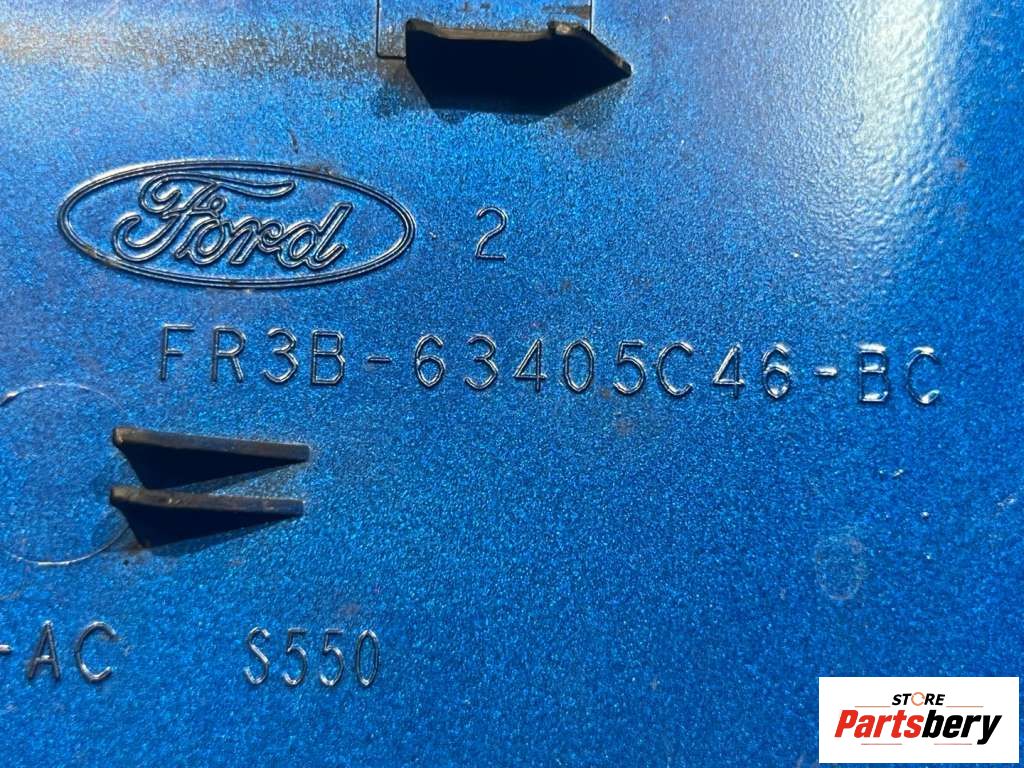 Ford 2
FR3B-63405C46-BC
-AC S550
STORE
Partsbery